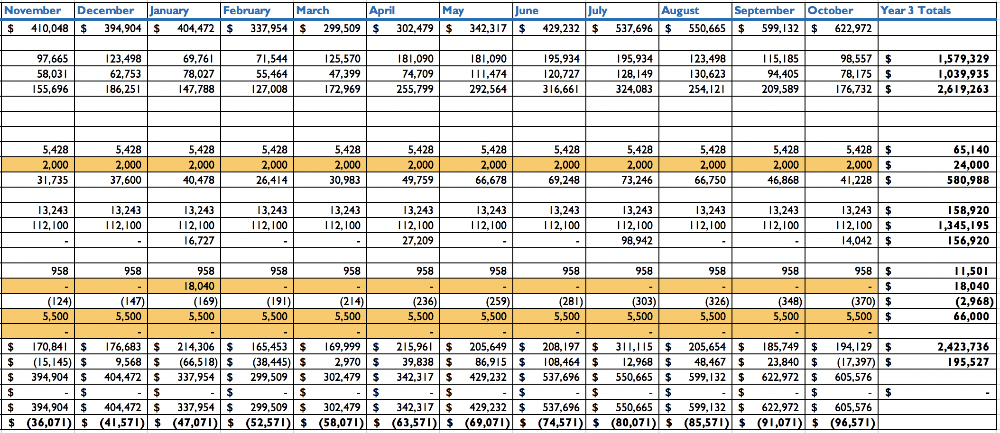 November December January February March April May June July August September October Year 3 Totals
$ 410,048 $ 394,904 $ 404,472 $ 337,954 $ 299,509 $ 302,479 $ 342,317 $ 429,232 $ 537,696 $ 550,665 $ 599,132 $ 622,972
97,665 123,498 69,761 71,544 125,570 181,090 181,090 195,934 195,934 123,498 115,185 98,557 $ 1,579,329
58,031 62,753 78,027 55,464 47,399 74,709 111,474 120,727 128,149 130,623 94,405 78,175 $ 1,039,935
155,696 186,251 147,788 127,008 172,969 255,799 292,564 316,661 324,083 254,121 209,589 176,732 $ 2,619,263
5,428 5,428 5,428 5,428 5,428 5,428 5,428 5,428 5,428 5,428 5,428 5,428 $ 65,140
2,000 2,000 2,000 2,000 2,000 2,000 2,000 2,000 2,000 2,000 2,000 2,000 $ 24,000
31,735 37,600 40,478 26,414 30,983 49,759 66,678 69,248 73,246 66,750 46,868 41,228 $ 580,988
13,243 13,243 13,243 13,243 13,243 13,243 13,243 13,243 13,243 13,243 13,243 13,243 $ 158,920
112,100 112,100 112,100 112,100 112,100 112,100 112,100 112,100 112,100 112,100 112,100 112,100 $ 1,345,195
- - 16,727 - - 27,209 - - 98,942 - - 14,042 $ 156,920
958 958 958 958 958 958 958 958 958 958 958 958 $ 11,501
- - 18,040 - - - - - - - - - $ 18,040
(124) (147) (169) (191) (214) (236) (259) (281) (303) (326) (348) (370) $ (2,968)
5,500 5,500 5,500 5,500 5,500 5,500 5,500 5,500 5,500 5,500 5,500 5,500 $ 66,000
- - - - - - - - - - - -
$ 170,841 $ 176,683 $ 214,306 $ 165,453 $ 169,999 $ 215,961 $ 205,649 $ 208,197 $ 311,115 $ 205,654 $ 185,749 $ 194,129 $ 2,423,736
$ (15,145) $ 9,568 $ (66,518) $ (38,445) $ 2,970 $ 39,838 $ 86,915 $ 108,464 $ 12,968 $ 48,467 $ 23,840 $ (17,397) $ 195,527
$ 394,904 $ 404,472 $ 337,954 $ 299,509 $ 302,479 $ 342,317 $ 429,232 $ 537,696 $ 550,665 $ 599,132 $ 622,972 $ 605,576
$ - $ - $ - $ - $ - $ - $ - $ - $ - $ - $ - $ - $ -
$ 394,904 $ 404,472 $ 337,954 $ 299,509 $ 302,479 $ 342,317 $ 429,232 $ 537,696 $ 550,665 $ 599,132 $ 622,972 $ 605,576
$ (36,071) $ (41,571) $ (47,071) $ (52,571) $ (58,071) $ (63,571) $ (69,071) $ (74,571) $ (80,071) $ (85,571) $ (91,071) $ (96,571)